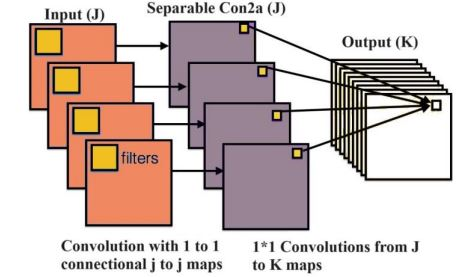 Input (J)
Separable Con2a (J)
Output (K)
filters
Convolution with 1 to 1
connectional j to j maps
1*1 Convolutions from J
to K maps